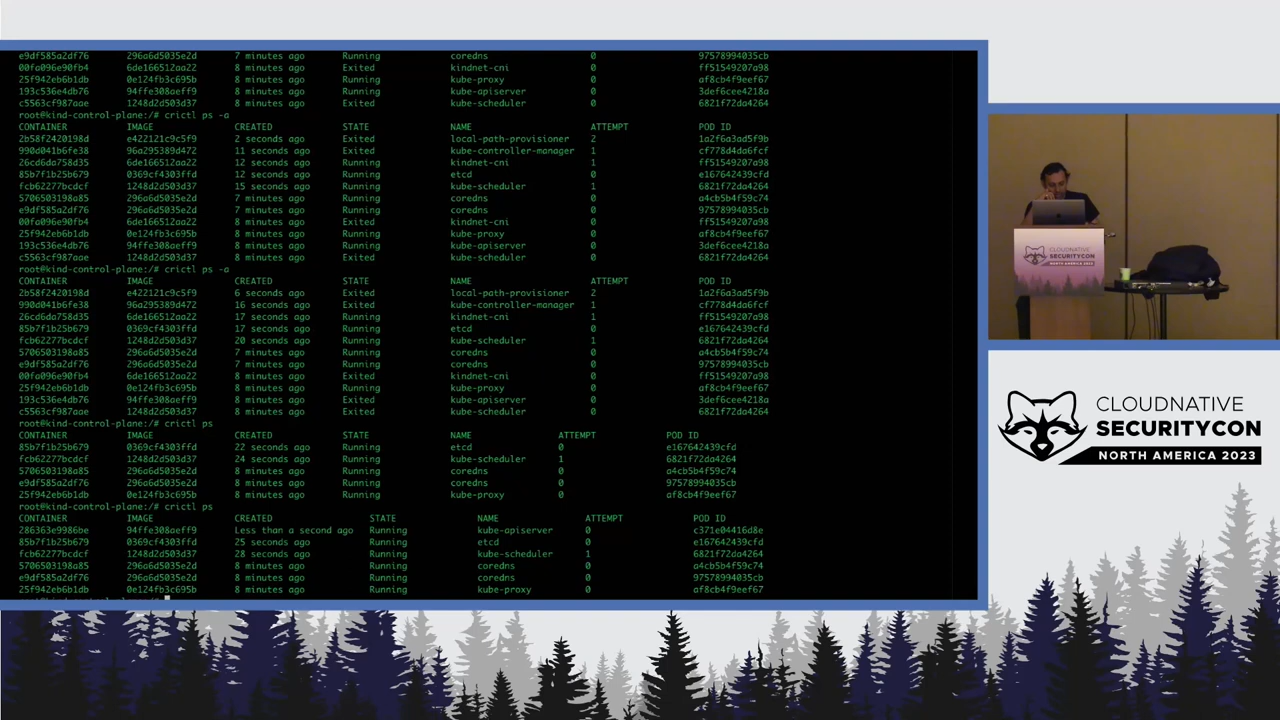 e9df585a2df76 296a6d5035e2d 7 minutes ago Running coredns 0 97578994035cb
00fa096e90fb4 6de166512aa22 8 minutes ago Exited kindnet-cni 0 ff51549207a98
25f942eb6b1db 0e124fb3c695b 8 minutes ago Running kube-proxy 0 af8cb4f9eef67
193c536e4db76 94ffe308aeff9 8 minutes ago Running kube-apiserver 0 3def6cee4218a
c5563cf987aae 1248d2d503d37 8 minutes ago Exited kube-scheduler 0 6821f72da4264
root@kind-control-plane:/# crictl ps -a
CONTAINER IMAGE CREATED STATE NAME ATTEMPT POD ID
2b58f2420198d e422121c9c5f9 2 seconds ago Exited local-path-provisioner 2 1a2f6a3ad5f9b
990d041b6fe38 96a295389d472 11 seconds ago Exited kube-controller-manager 1 cf778d4da6fcf
26cd6da758d35 6de166512aa22 12 seconds ago Running kindnet-cni 1 ff51549207a98
85b7f1b25b679 0369cf4303ffd 12 seconds ago Running etcd 0 e167642439cfd
fcb62277bcdcf 1248d2d503d37 15 seconds ago Running kube-scheduler 1 6821f72da4264
5706503198a85 296a6d5035e2d 7 minutes ago Running coredns 0 a4cb5b4f59c74
e9df585a2df76 296a6d5035e2d 7 minutes ago Running coredns 0 97578994035cb
00fa096e90fb4 6de166512aa22 8 minutes ago Exited kindnet-cni 0 ff51549207a98
25f942eb6b1db 0e124fb3c695b 8 minutes ago Running kube-proxy 0 af8cb4f9eef67
193c536e4db76 94ffe308aeff9 8 minutes ago Exited kube-apiserver 0 3def6cee4218a
c5563cf987aae 1248d2d503d37 8 minutes ago Exited kube-scheduler 0 6821f72da4264
root@kind-control-plane:/# crictl ps -a
CONTAINER IMAGE CREATED STATE NAME ATTEMPT POD ID
2b58f2420198d e422121c9c5f9 6 seconds ago Exited local-path-provisioner 2 1a2f6a3ad5f9b
990d041b6fe38 96a295389d472 16 seconds ago Exited kube-controller-manager 1 cf778d4da6fcf
26cd6da758d35 6de166512aa22 17 seconds ago Running kindnet-cni 1 ff51549207a98
85b7f1b25b679 0369cf4303ffd 17 seconds ago Running etcd 0 e167642439cfd
fcb62277bcdcf 1248d2d503d37 20 seconds ago Running kube-scheduler 1 6821f72da4264
5706503198a85 296a6d5035e2d 7 minutes ago Running coredns 0 a4cb5b4f59c74
e9df585a2df76 296a6d5035e2d 7 minutes ago Running coredns 0 97578994035cb
00fa096e90fb4 6de166512aa22 8 minutes ago Exited kindnet-cni 0 ff51549207a98
25f942eb6b1db 0e124fb3c695b 8 minutes ago Running kube-proxy 0 af8cb4f9eef67
193c536e4db76 94ffe308aeff9 8 minutes ago Exited kube-apiserver 0 3def6cee4218a
c5563cf987aae 1248d2d503d37 8 minutes ago Exited kube-scheduler 0 6821f72da4264
root@kind-control-plane:/# crictl ps
CONTAINER IMAGE CREATED STATE NAME ATTEMPT POD ID
85b7f1b25b679 0369cf4303ffd 22 seconds ago Running etcd 0 e167642439cfd
fcb62277bcdcf 1248d2d503d37 24 seconds ago Running kube-scheduler 1 6821f72da4264
5706503198a85 296a6d5035e2d 8 minutes ago Running coredns 0 a4cb5b4f59c74
e9df585a2df76 296a6d5035e2d 8 minutes ago Running coredns 0 97578994035cb
25f942eb6b1db 0e124fb3c695b 8 minutes ago Running kube-proxy 0 af8cb4f9eef67
root@kind-control-plane:/# crictl ps
CONTAINER IMAGE CREATED STATE NAME ATTEMPT POD ID
286363e9986be 94ffe308aeff9 Less than a second ago Running kube-apiserver 0 c371e04416d8e
85b7f1b25b679 0369cf4303ffd 25 seconds ago Running etcd 0 e167642439cfd
fcb62277bcdcf 1248d2d503d37 28 seconds ago Running kube-scheduler 1 6821f72da4264
5706503198a85 296a6d5035e2d 8 minutes ago Running coredns 0 a4cb5b4f59c74
e9df585a2df76 296a6d5035e2d 8 minutes ago Running coredns 0 97578994035cb
25f942eb6b1db 0e124fb3c695b 8 minutes ago Running kube-proxy 0 af8cb4f9eef67
CLOUDNATIVE
SECURITYCON
NORTH AMERICA 2023
CLOUDNATIVE
SECURITYCON
NORTH AMERICA 2023